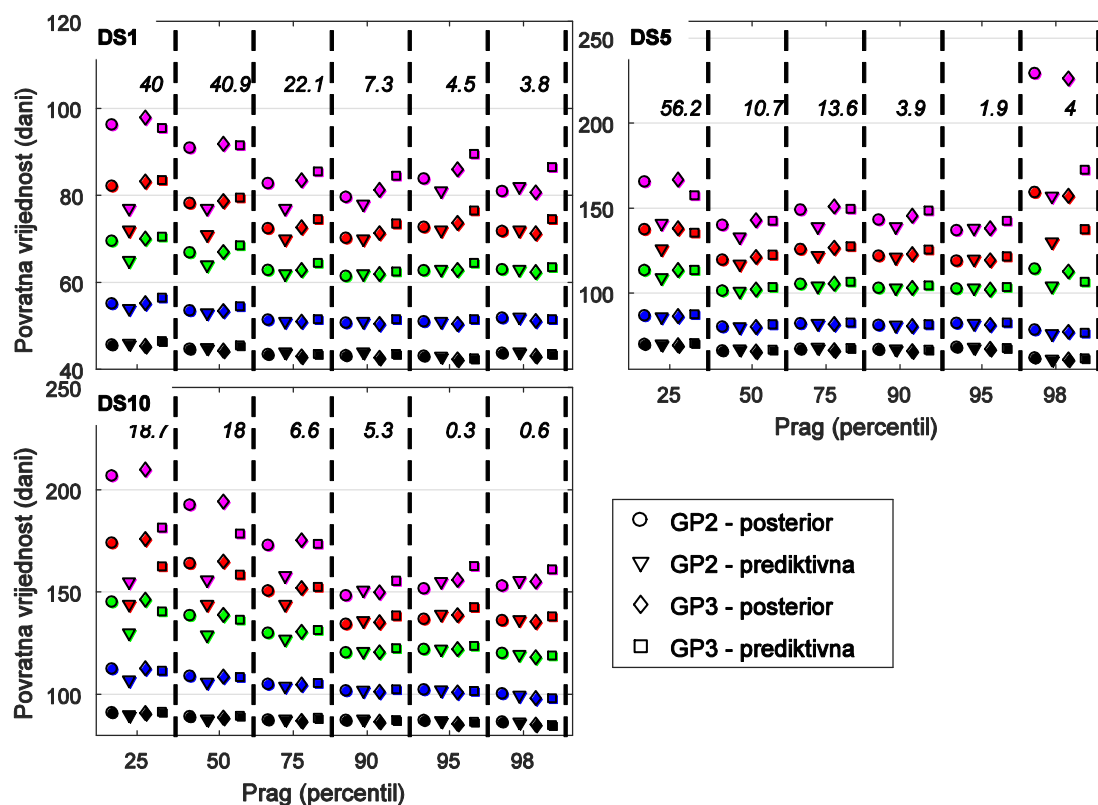 DS1
Povratna vrijednost (dani)
120
100
80
60
40
40 40.9 22.1 7.3 4.5 3.8
DS5
250
200
150
100
56.2 10.7 13.6 3.9 1.9 4
25 50 75 90 95 98
Prag (percentil)
DS10
Povratna vrijednost (dani)
250
200
150
100
18.7 18 6.6 5.3 0.3 0.6
25 50 75 90 95 98
Prag (percentil)
GP2 - posterior
GP2 - prediktivna
GP3 - posterior
GP3 - prediktivna